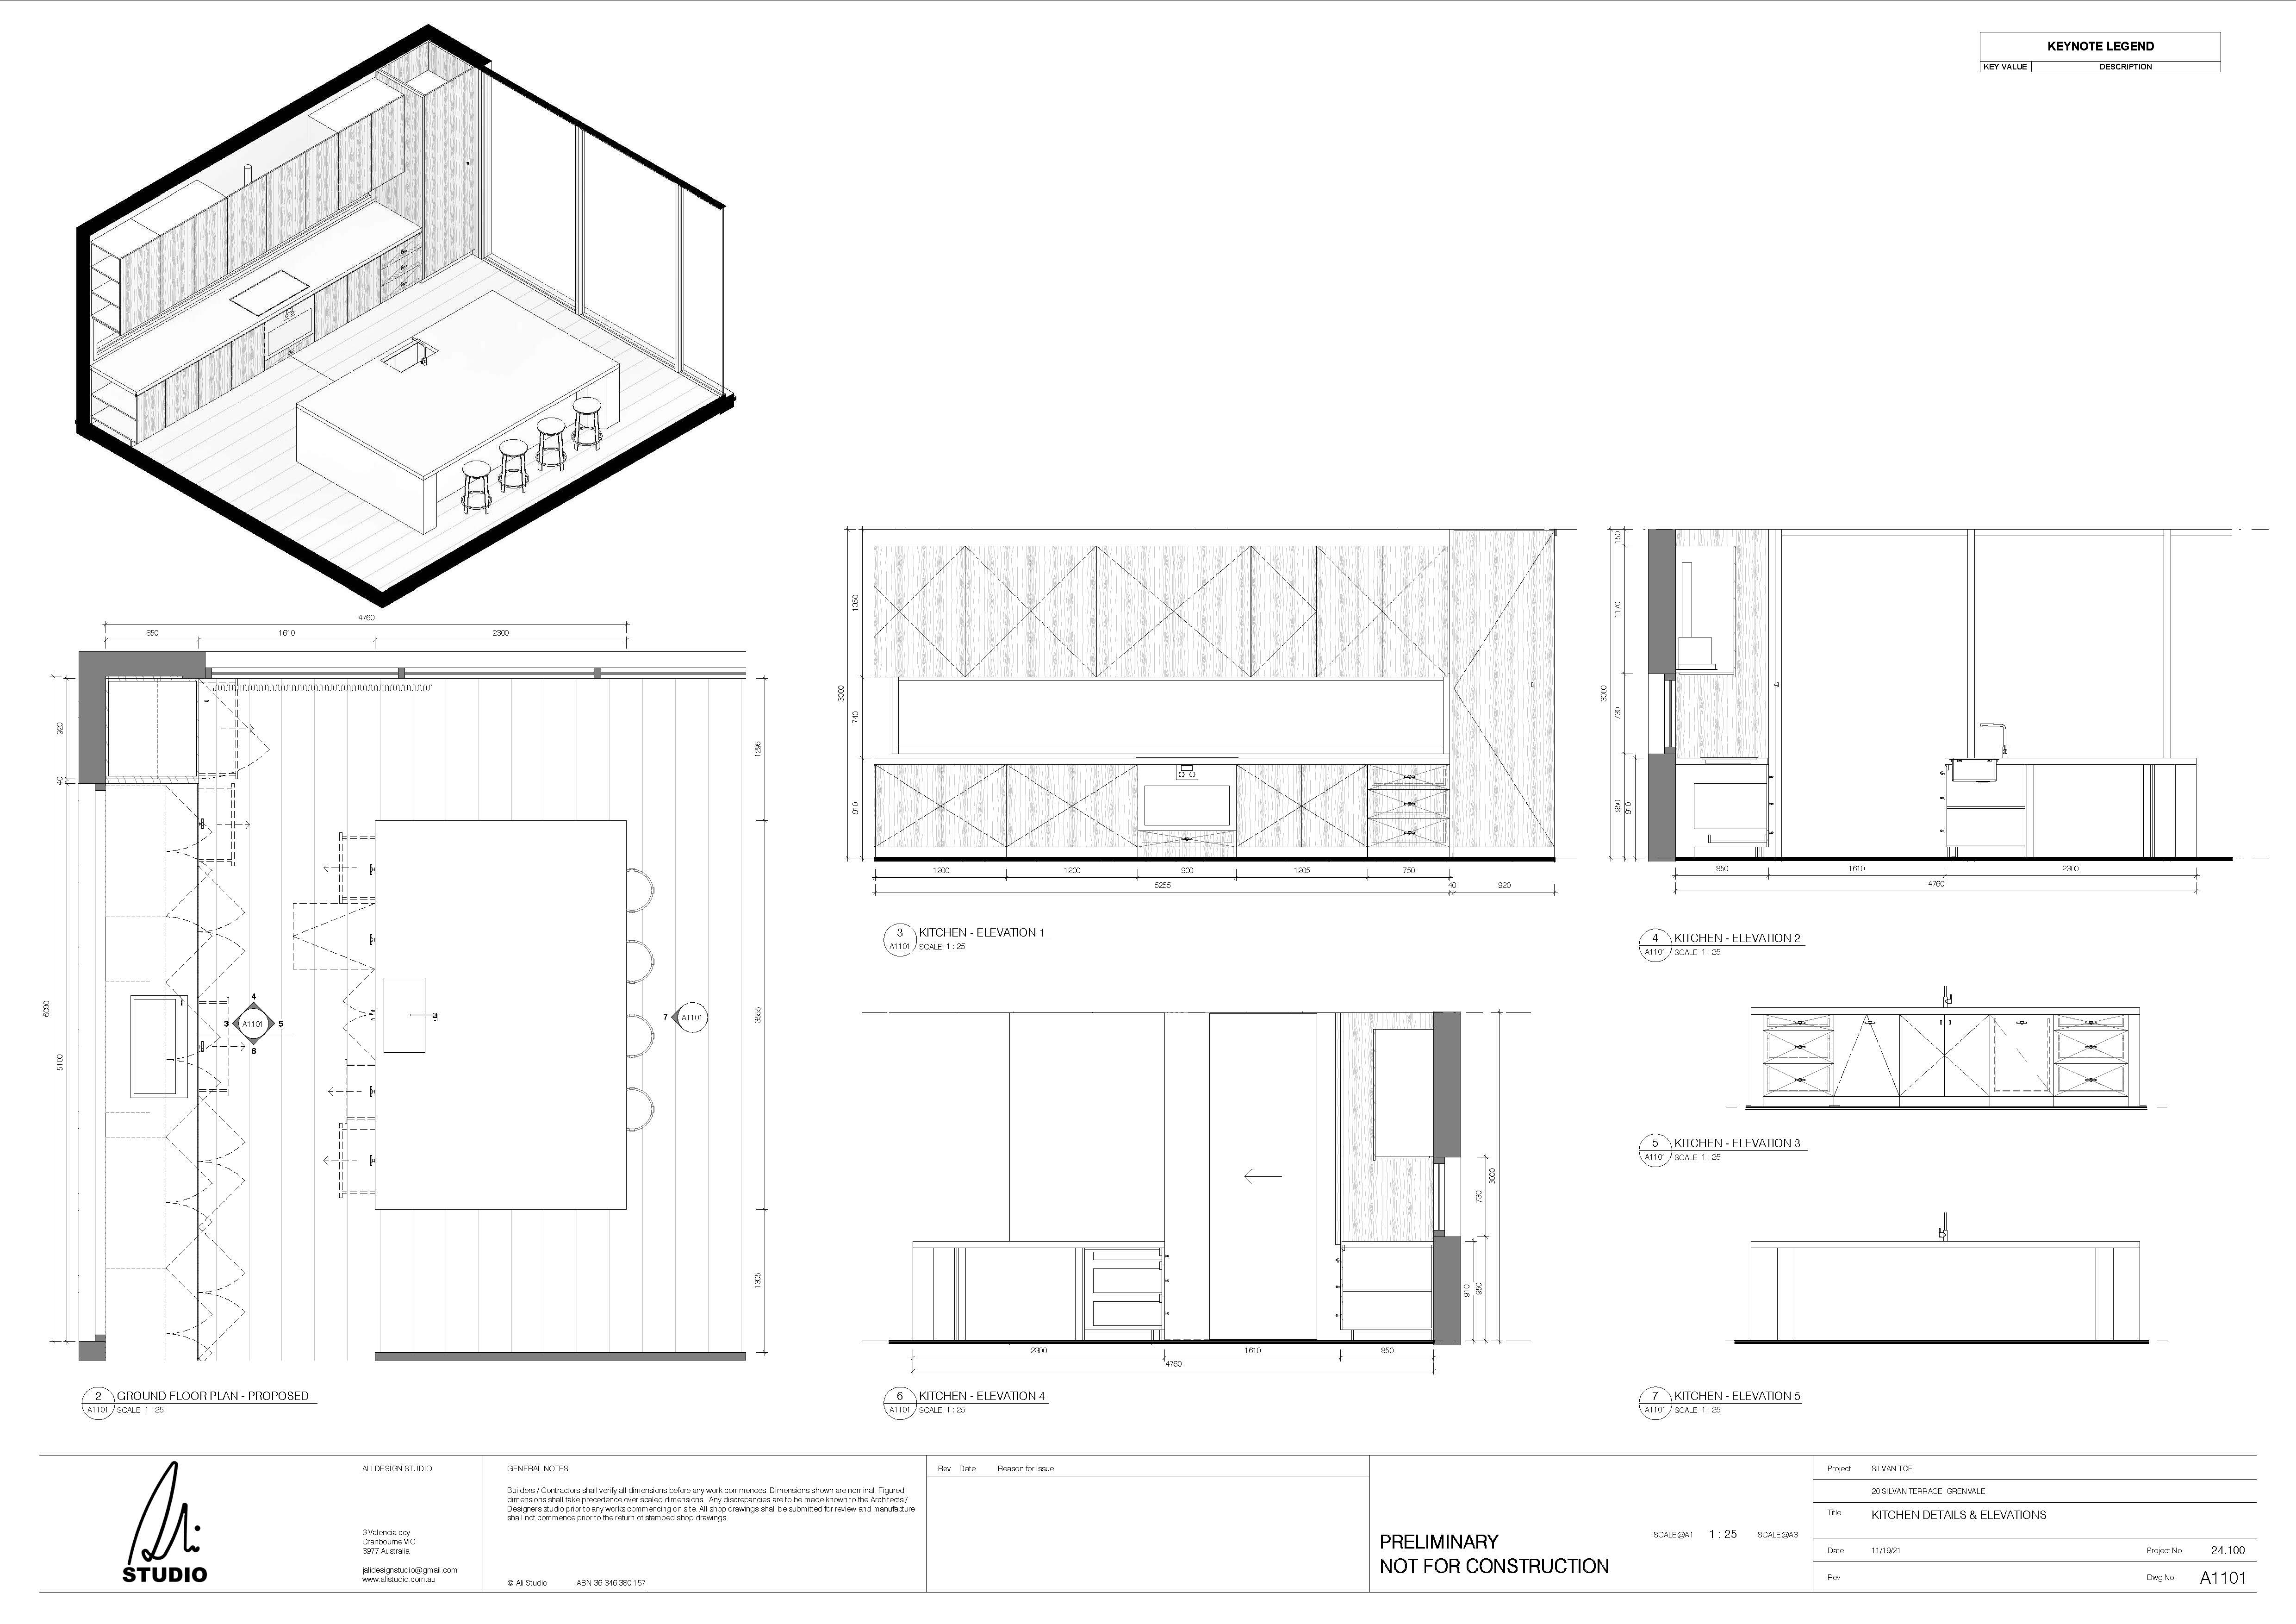 KEYNOTE LEGEND
KEY VALUE DESCRIPTION
4760
850 1610 2300
920
40
5100
6080
1295
3555
1305
3 A1101 5
4
6
7 A1101
2 GROUND FLOOR PLAN - PROPOSED
A1101 SCALE 1 : 25
3000
1350
740
910
1200 1200 900 1205 750
5255 40 920
3 KITCHEN - ELEVATION 1
A1101 SCALE 1 : 25
150
1170
3000
730
950
910
850 1610 2300
4760
4 KITCHEN - ELEVATION 2
A1101 SCALE 1 : 25
5 KITCHEN - ELEVATION 3
A1101 SCALE 1 : 25
3000
730
910
950
2300 1610 850
4760
6 KITCHEN - ELEVATION 4
A1101 SCALE 1 : 25
7 KITCHEN - ELEVATION 5
A1101 SCALE 1 : 25
Ali
STUDIO
ALI DESIGN STUDIO
3 Valencia ccy
Cranbourne VIC
3977 Australia
jalidesignstudio@gmail.com
www.alistudio.com.au
GENERAL NOTES
Builders / Contractors shall verify all dimensions before any work commences. Dimensions shown are nominal. Figured
dimensions shall take precedence over scaled dimensions. Any discrepancies are to be made known to the Architects /
Designers studio prior to any works commencing on site. All shop drawings shall be submitted for review and manufacture
shall not commence prior to the return of stamped shop drawings.
© Ali Studio ABN 36 346 380 157
Rev Date Reason for Issue
PRELIMINARY
NOT FOR CONSTRUCTION
SCALE@A1 1 : 25 SCALE@A3
Project SILVAN TCE
20 SILVAN TERRACE, GRENVALE
Title KITCHEN DETAILS & ELEVATIONS
Date 11/19/21 Project No 24.100
Rev Dwg No A1101